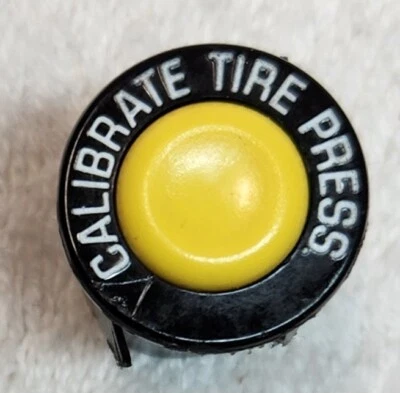 CALIBRATE TIRE PRESS